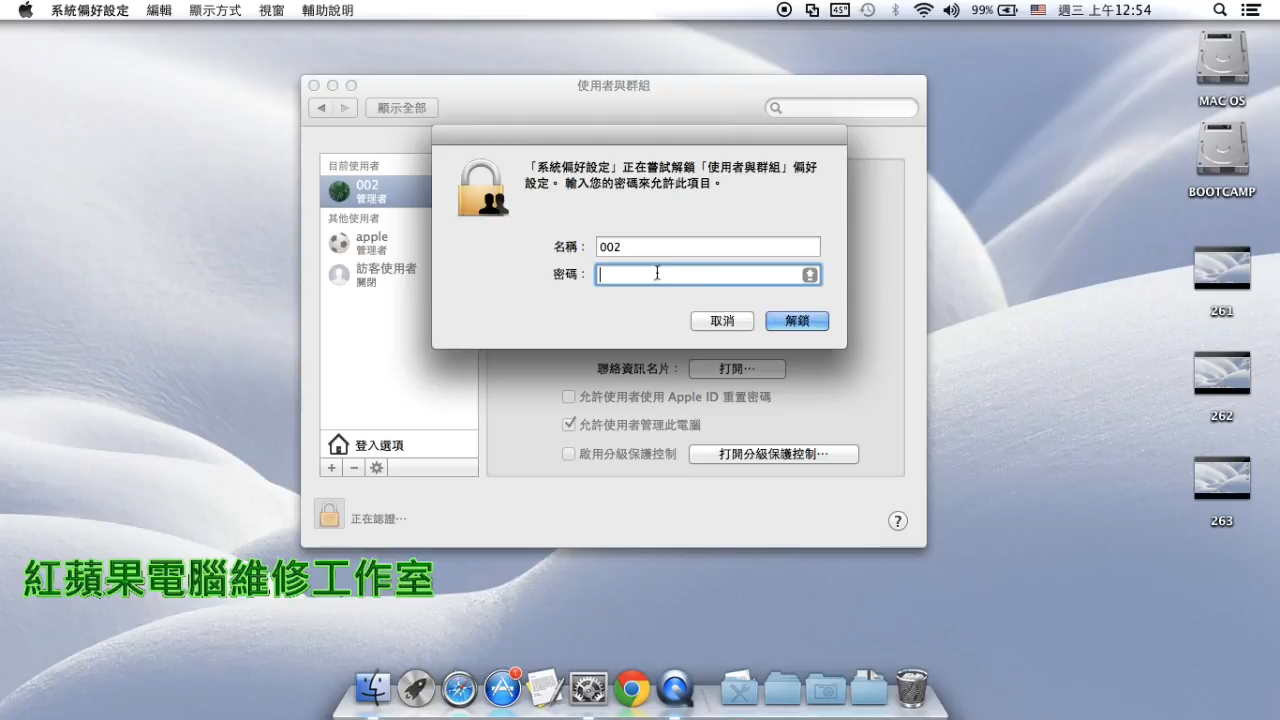 系統偏好設定 編輯 顯示方式 視窗 輔助說明
45° 99% 週三 上午12:54
使用者與群組
顯示全部
目前使用者
002
管理者
其他使用者
apple
管理者
訪客使用者
關閉
登入選項
「系統偏好設定」正在嘗試解鎖「使用者與群組」偏好
設定。輸入您的密碼來允許此項目。
名稱： 002
密碼：
取消 解鎖
聯絡資訊名片： 打開⋯
允許使用者使用 Apple ID 重置密碼
允許使用者管理此電腦
啟用分級保護控制 打開分級保護控制⋯
正在認證⋯
?
MAC OS
BOOTCAMP
261
262
263
紅蘋果電腦維修工作室
1